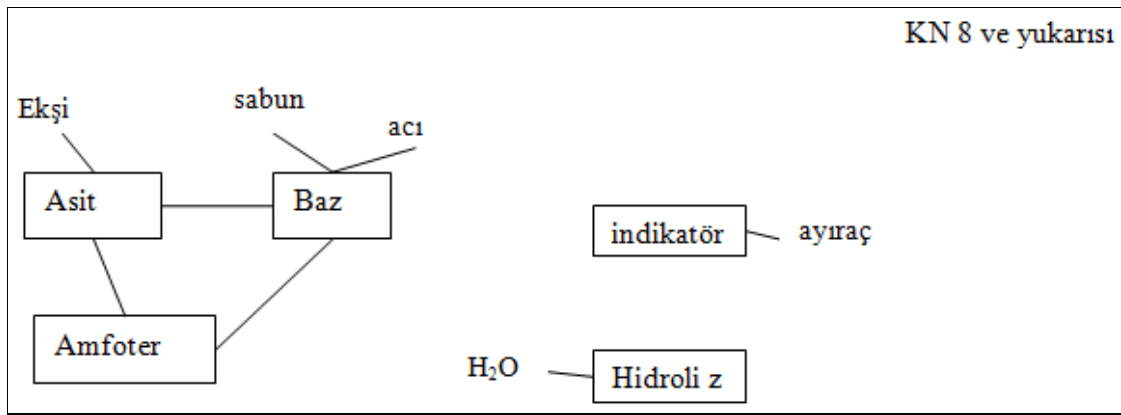 KN 8 ve yukarısı
Ekşi
sabun
acı
Asit
Baz
indikatör
ayıraç
Amfoter
H₂O
Hidroli z